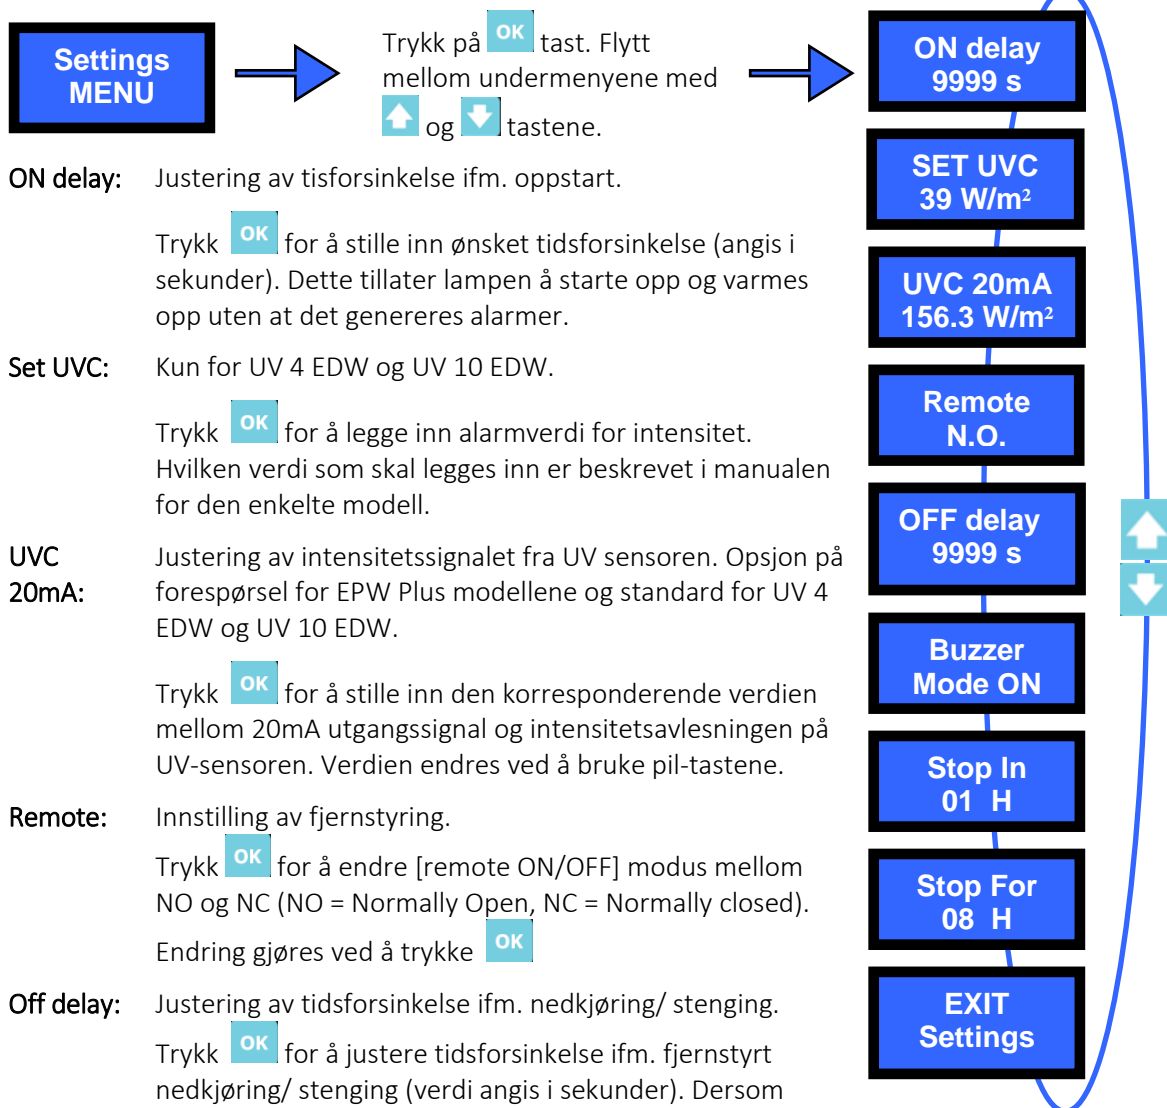 Settings
MENU
Trykk på OK tast. Flytt
mellom undermenyene med
og tastene.
ON delay: Justering av tisforsinkelse ifm. oppstart.
Trykk OK for å stille inn ønsket tidsforsinkelse (angis i
sekunder). Dette tillater lampen å starte opp og varmes
opp uten at det genereres alarmer.
Set UVC: Kun for UV 4 EDW og UV 10 EDW.
Trykk OK for å legge inn alarmverdi for intensitet.
Hvilken verdi som skal legges inn er beskrevet i manualen
for den enkelte modell.
UVC Justering av intensitetssignalet fra UV sensoren. Opsjon på
20mA: forespørsel for EPW Plus modellene og standard for UV 4
EDW og UV 10 EDW.
Trykk OK for å stille inn den korresponderende verdien
mellom 20mA utgangssignal og intensitetsavlesningen på
UV-sensoren. Verdien endres ved å bruke pil-tastene.
Remote: Innstilling av fjernstyring.
Trykk OK for å endre [remote ON/OFF] modus mellom
NO og NC (NO = Normally Open, NC = Normally closed).
Endring gjøres ved å trykke OK
Off delay: Justering av tidsforsinkelse ifm. nedkjøring/ stenging.
Trykk OK for å justere tidsforsinkelse ifm. fjernstyrt
nedkjøring/ stenging (verdi angis i sekunder). Dersom
ON delay
9999 s
SET UVC
39 W/m²
UVC 20mA
156.3 W/m²
Remote
N.O.
OFF delay
9999 s
Buzzer
Mode ON
Stop In
01 H
Stop For
08 H
EXIT
Settings